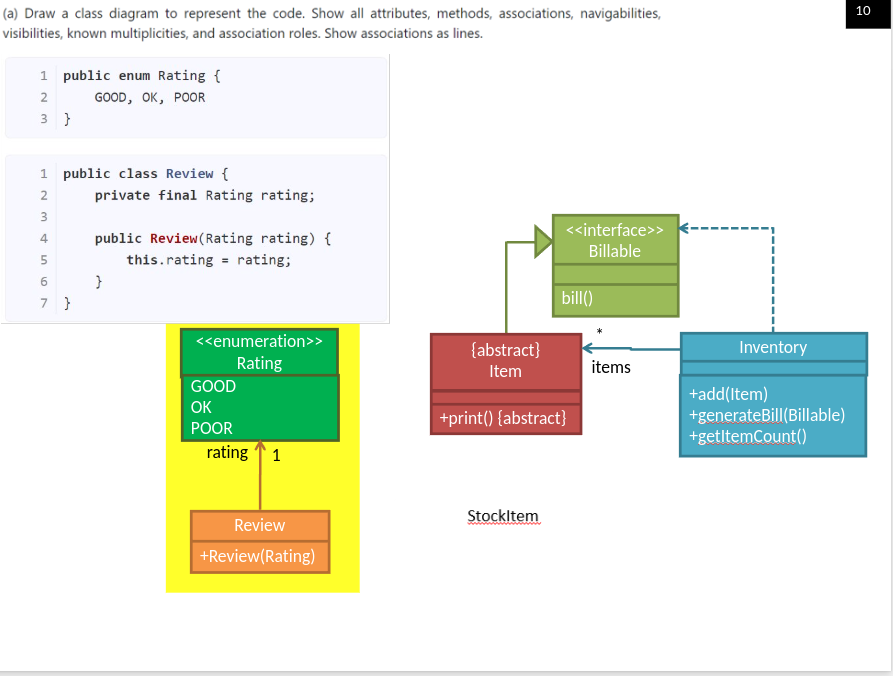 (a) Draw a class diagram to represent the code. Show all attributes, methods, associations, navigabilities,
visibilities, known multiplicities, and association roles. Show associations as lines.
10
1 public enum Rating {
2 GOOD, OK, POOR
3 }
1 public class Review {
2 private final Rating rating;
3
4 public Review(Rating rating) {
5 this.rating = rating;
6 }
7 }
<<interface>>
Billable
bill()
<<enumeration>>
Rating
GOOD
OK
POOR
rating 1
Review
+Review(Rating)
{abstract}
Item
+print() {abstract}
*
items
Inventory
+add(Item)
+generateBill(Billable)
+getItemCount()
StockItem